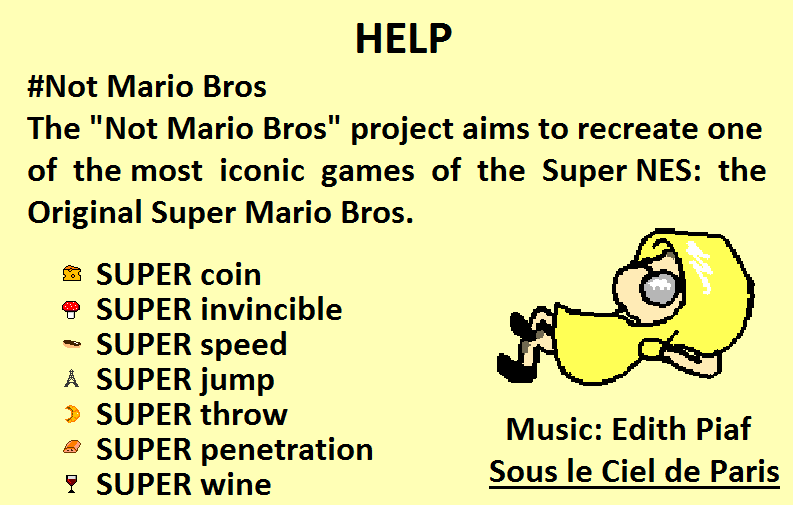 HELP
#Not Mario Bros
The "Not Mario Bros" project aims to recreate one
of the most iconic games of the Super NES: the
Original Super Mario Bros.
SUPER coin
SUPER invincible
SUPER speed
SUPER jump
SUPER throw
SUPER penetration
SUPER wine
Music: Edith Piaf
Sous le Ciel de Paris